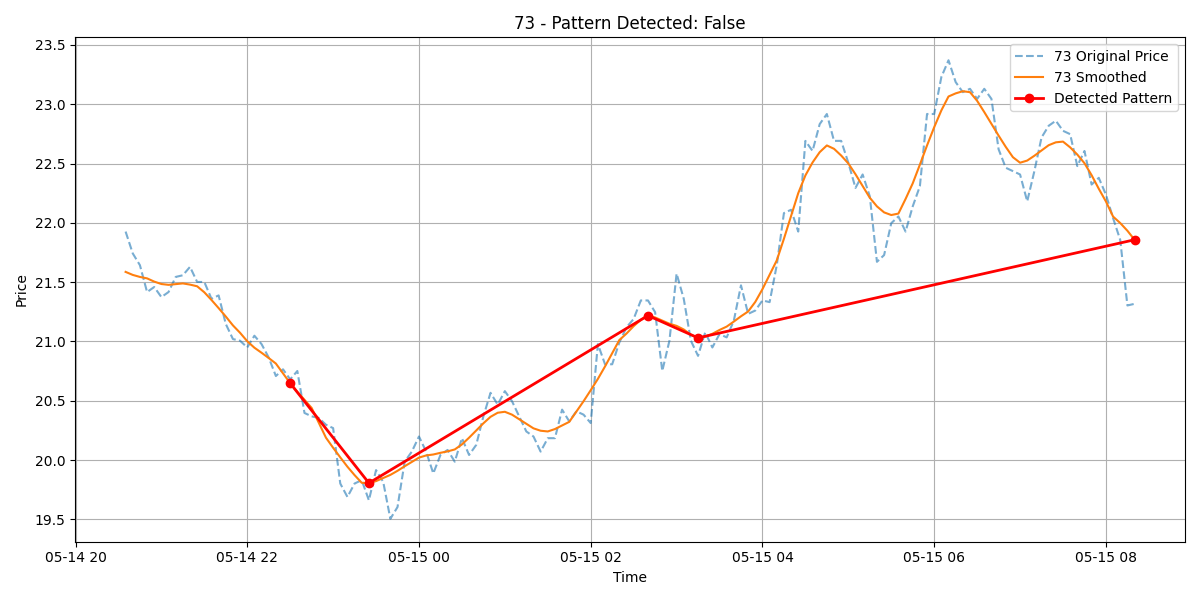 73 - Pattern Detected: False
23.5
23.0
22.5
22.0
21.5
21.0
20.5
20.0
19.5
Price
73 Original Price
73 Smoothed
Detected Pattern
05-14 20
05-14 22
05-15 00
05-15 02
05-15 04
05-15 06
05-15 08
Time